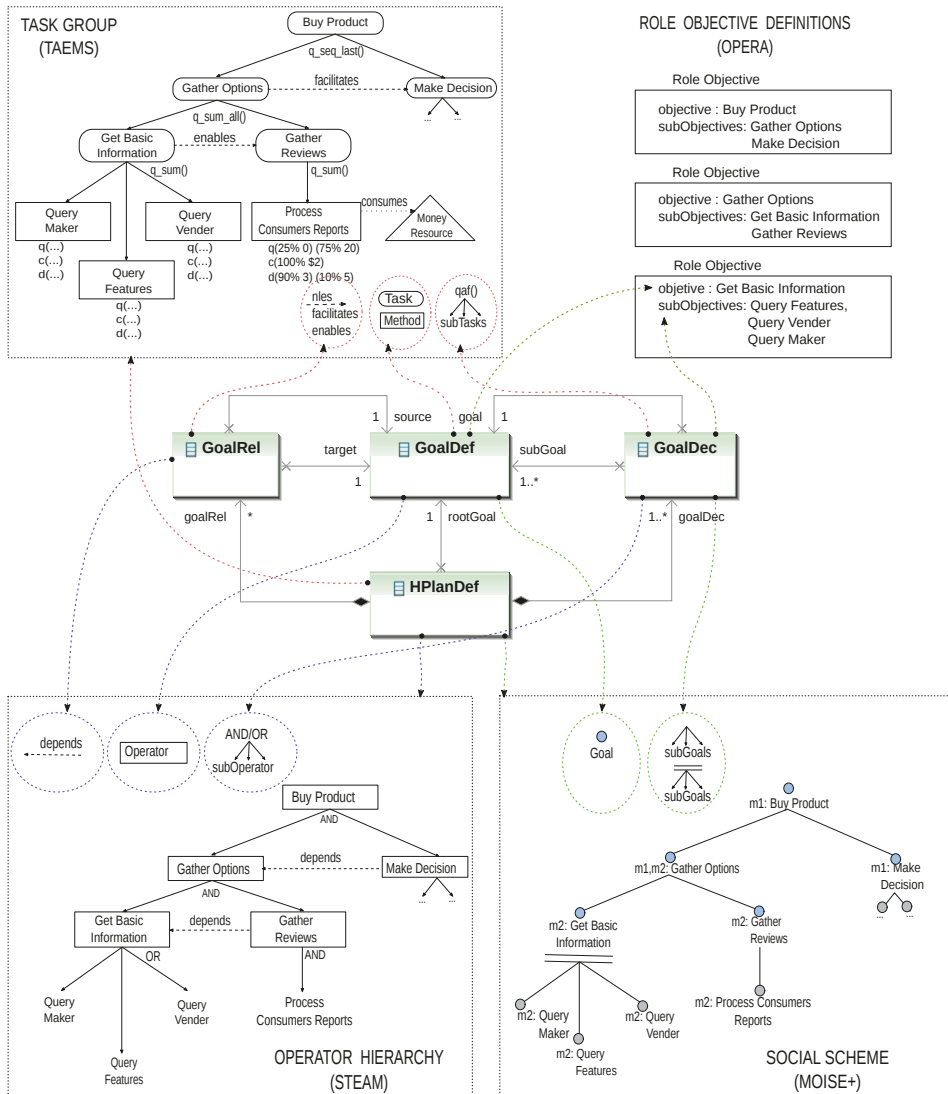 TASK GROUP
(TAEMS)
Buy Product
q_seq_last()
Gather Options
facilitates
Make Decision
... ...
q_sum_all()
Get Basic
Information
enables
Gather
Reviews
q_sum()
q_sum()
Query
Maker
q(...)
c(...)
d(...)
Query
Features
q(...)
c(...)
d(...)
Query
Vender
q(...)
c(...)
d(...)
Process
Consumers Reports
q(25% 0) (75% 20)
c(100% $2)
d(90% 3) (10% 5)
consumes
Money
Resource
nles
facilitates
enables
Task
Method
qaf()
subTasks
ROLE OBJECTIVE DEFINITIONS
(OPERA)
Role Objective
objective : Buy Product
subObjectives: Gather Options
Make Decision
Role Objective
objective : Gather Options
subObjectives: Get Basic Information
Gather Reviews
Role Objective
objetive : Get Basic Information
subObjectives: Query Features,
Query Vender
Query Maker
1 source
goal 1
GoalRel
target
1
GoalDef
subGoal
1..*
GoalDec
goalRel *
1 rootGoal
1..* goalDec
HPlanDef
depends
Operator
AND/OR
subOperator
Buy Product
AND
Gather Options
depends
Make Decision
... ...
AND
Get Basic
Information
depends
Gather
Reviews
OR
AND
Query
Maker
Query
Vender
Query
Features
Process
Consumers Reports
OPERATOR HIERARCHY
(STEAM)
Goal
subGoals
subGoals
m1: Buy Product
m1,m2: Gather Options
m1: Make
Decision
... ...
m2: Get Basic
Information
m2: Gather
Reviews
m2: Query
Maker
m2: Query
Features
m2: Query
Vender
m2: Process Consumers
Reports
SOCIAL SCHEME
(MOISE+)